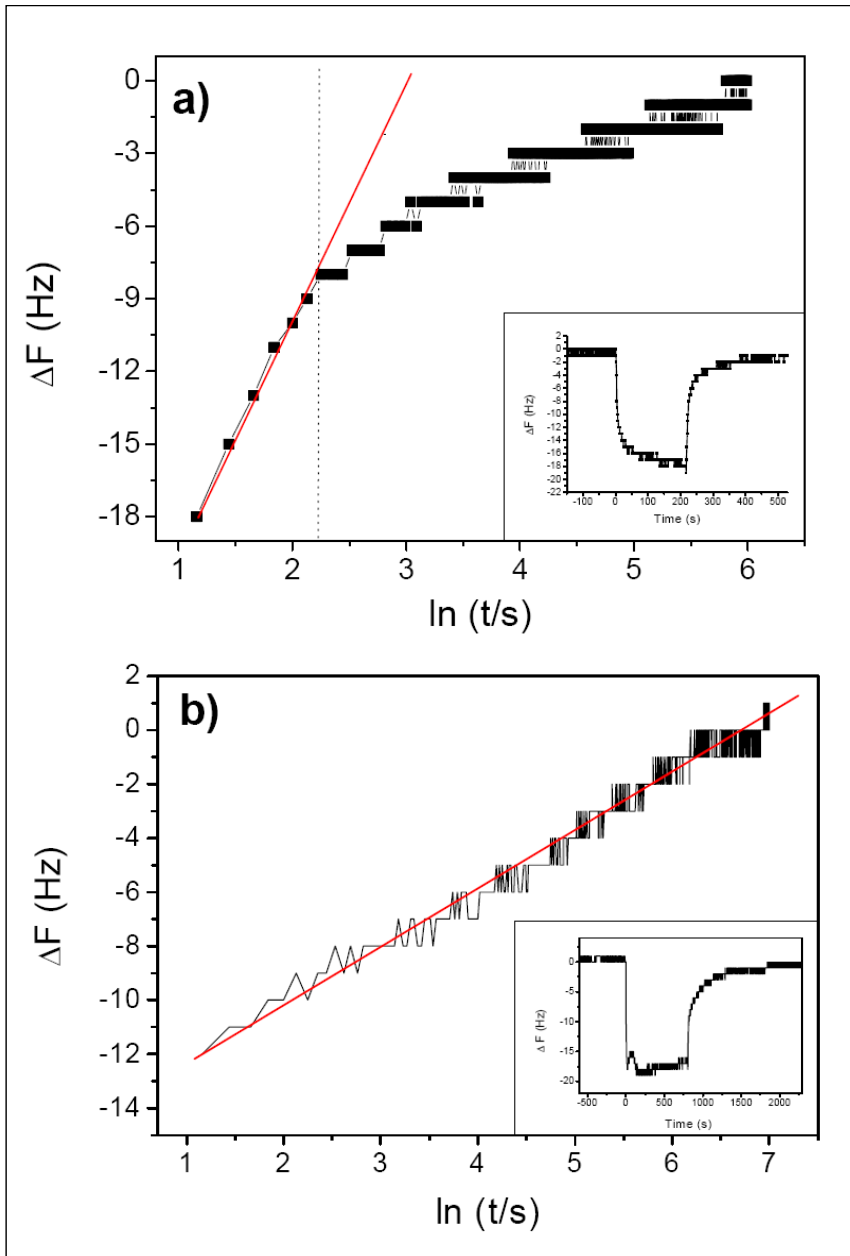 a)
0
-3
-6
-9
-12
-15
-18
ΔF (Hz)
1 2 3 4 5 6
ln (t/s)
2
0
-2
-4
-6
-8
-10
-12
-14
-16
-18
-20
-22
ΔF (Hz)
-100 0 100 200 300 400 500
Time (s)
b)
2
0
-2
-4
-6
-8
-10
-12
-14
ΔF (Hz)
1 2 3 4 5 6 7
ln (t/s)
0
-5
-10
-15
-20
Δ F (Hz)
-500 0 500 1000 1500 2000
Time (s)